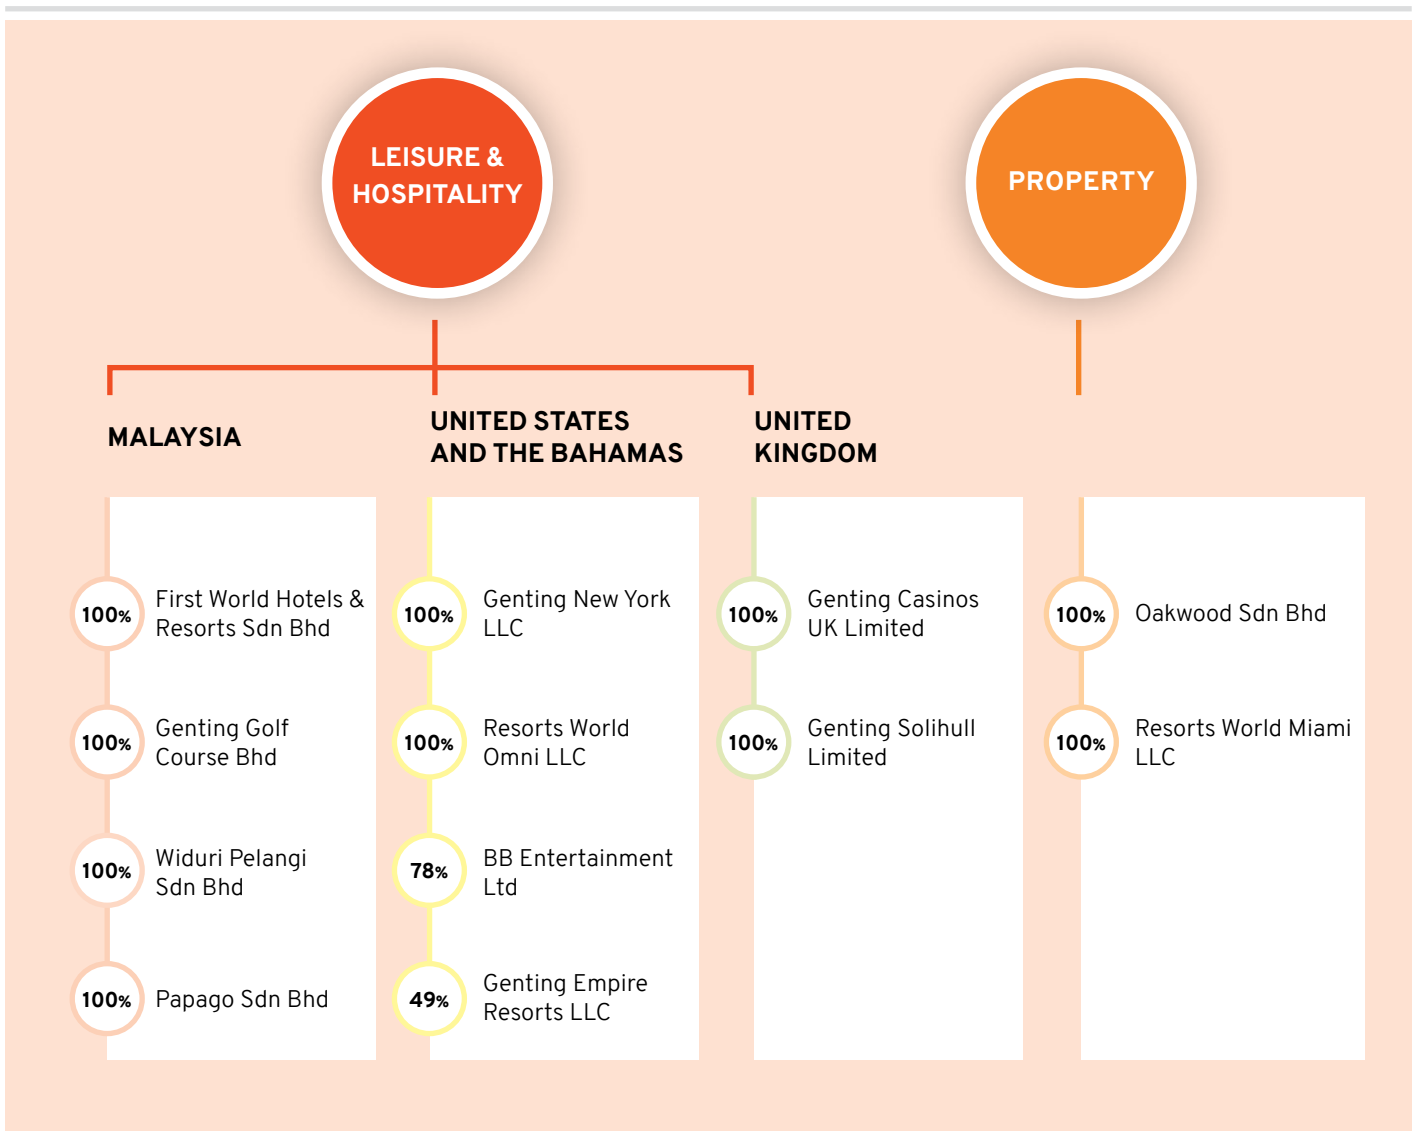 LEISURE &
HOSPITALITY
PROPERTY
MALAYSIA
100%
First World Hotels &
Resorts Sdn Bhd
100%
Genting Golf
Course Bhd
100%
Widuri Pelangi
Sdn Bhd
100%
Papago Sdn Bhd
UNITED STATES
AND THE BAHAMAS
100%
Genting New York
LLC
100%
Resorts World
Omni LLC
78%
BB Entertainment
Ltd
49%
Genting Empire
Resorts LLC
UNITED
KINGDOM
100%
Genting Casinos
UK Limited
100%
Genting Solihull
Limited
100%
Oakwood Sdn Bhd
100%
Resorts World Miami
LLC